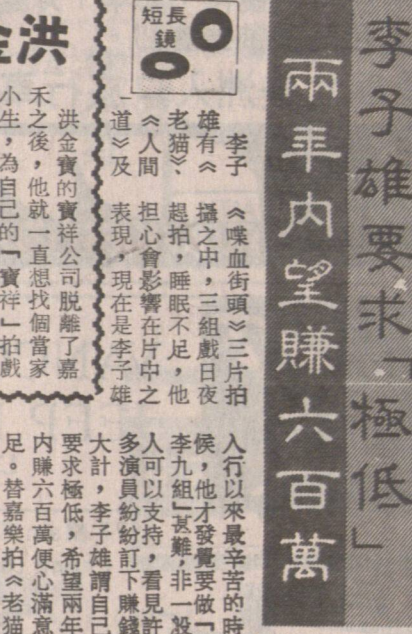 李子雄要求「極低」
兩年內望賺六百萬
長
短鏡
李子
雄有《
老猫》、
《人間
道》及
《喋血街頭》三片拍
攝之中，三組戲日夜
趕拍，睡眠不足，他
担心會影響在片中之
表現，現在是李子雄
入行以來最辛苦的時
候，他才發覺要做「
李九組」甚難，非一般
人可以支持，看見許
多演員紛紛訂下賺錢
大計，李子雄謂自己
要求極低，希望兩年
內賺六百萬便心滿意
足。替嘉樂拍《老猫
洪金
洪金寶的寶祥公司脱離了嘉
禾之後，他就一直想找個當家
小生，為自己的「寶祥」拍戲